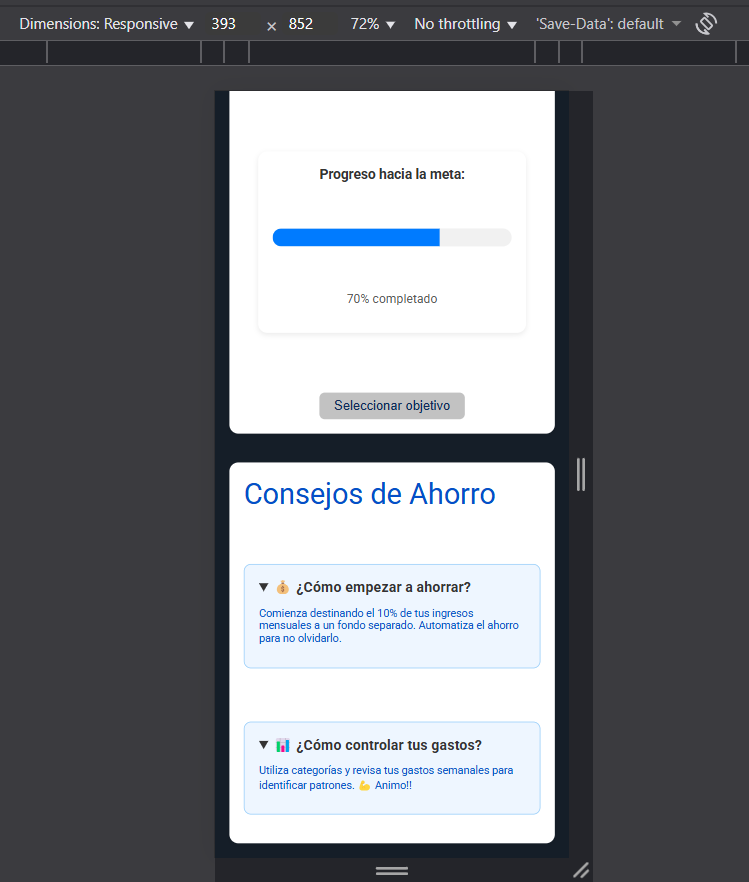 Dimensions: Responsive 393 × 852 72% No throttling 'Save-Data': default
Progreso hacia la meta:
70% completado
Seleccionar objetivo
Consejos de Ahorro
¿Cómo empezar a ahorrar?
Comienza destinando el 10% de tus ingresos
mensuales a un fondo separado. Automatiza el ahorro
para no olvidarlo.
¿Cómo controlar tus gastos?
Utiliza categorías y revisa tus gastos semanales para
identificar patrones. 💪 Animo!!